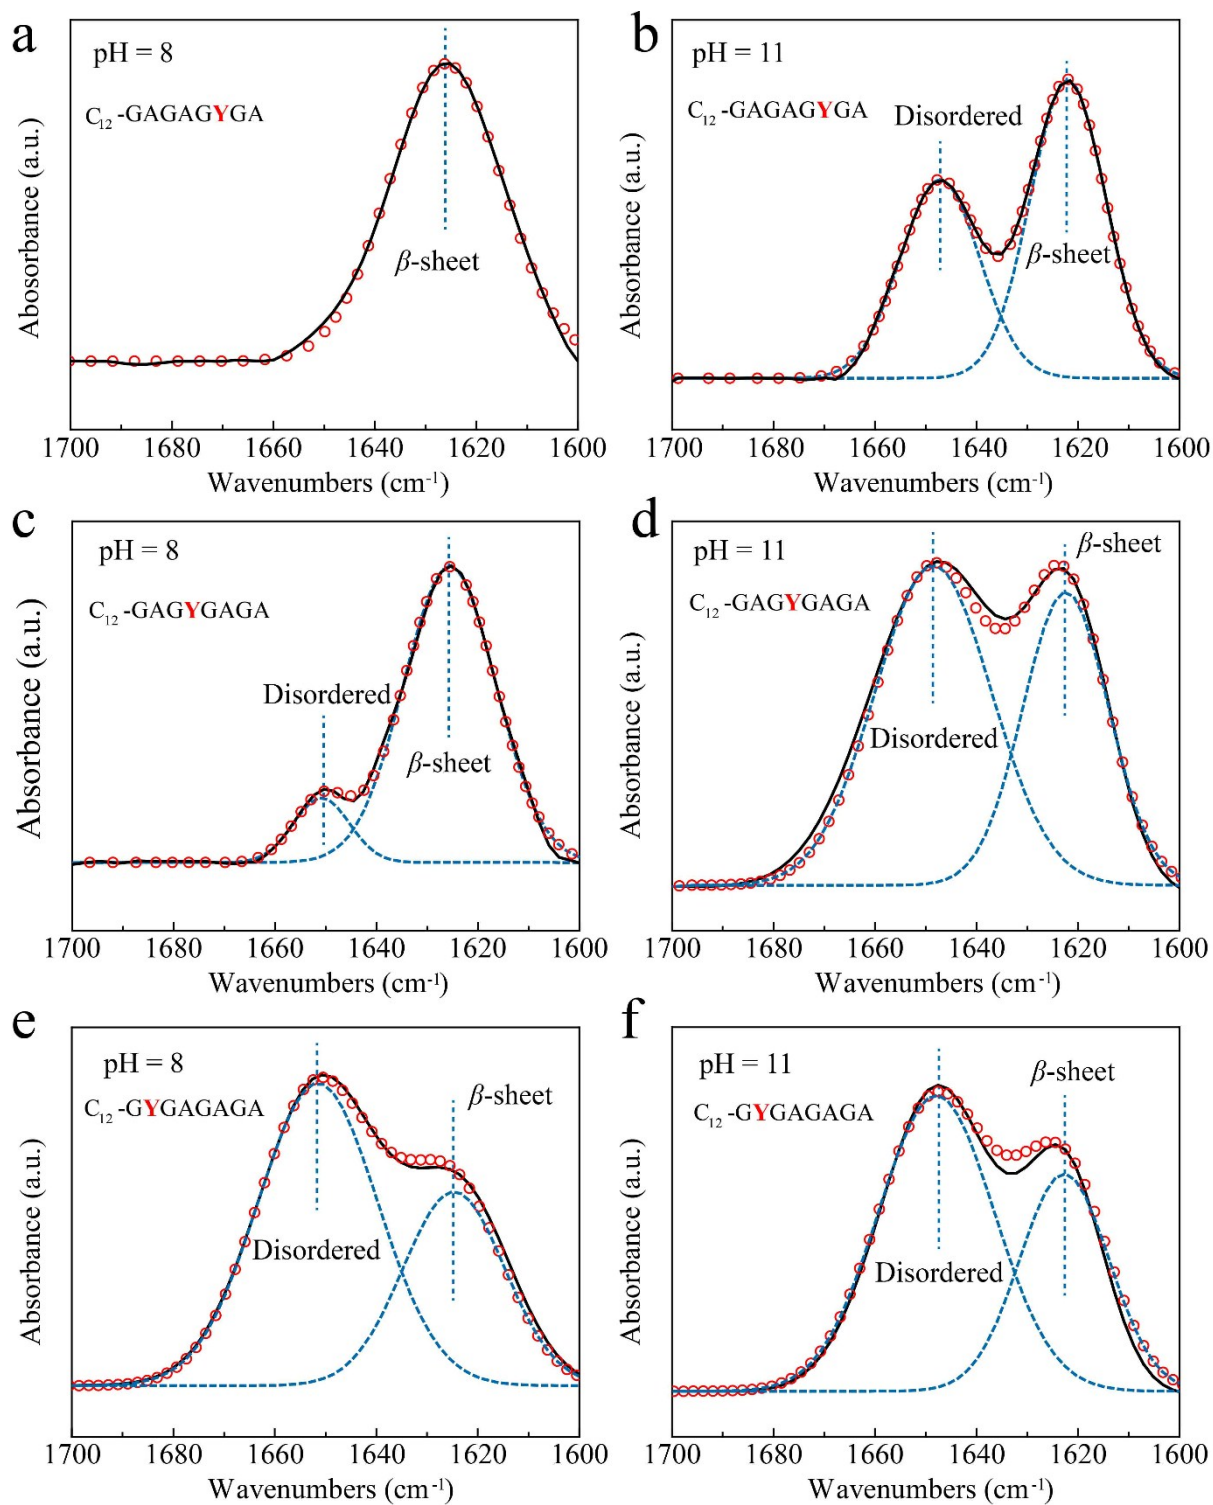 a
pH = 8
C12-GAGAGYGA
β-sheet
Abosorbance (a.u.)
1700 1680 1660 1640 1620 1600
Wavenumbers (cm-1)
b
pH = 11
C12-GAGAGYGA
Disordered
β-sheet
Absorbance (a.u.)
1700 1680 1660 1640 1620 1600
Wavenumbers (cm-1)
c
pH = 8
C12-GAGYGAGA
Disordered
β-sheet
Absorbance (a.u.)
1700 1680 1660 1640 1620 1600
Wavenumbers (cm-1)
d
pH = 11
β-sheet
C12-GAGYGAGA
Disordered
Absorbance (a.u.)
1700 1680 1660 1640 1620 1600
Wavenumbers (cm-1)
e
pH = 8
β-sheet
C12-GYGAGAGA
Disordered
Absorbance (a.u.)
1700 1680 1660 1640 1620 1600
Wavenumbers (cm-1)
f
pH = 11
β-sheet
C12-GYGAGAGA
Disordered
Absorbance (a.u.)
1700 1680 1660 1640 1620 1600
Wavenumbers (cm-1)